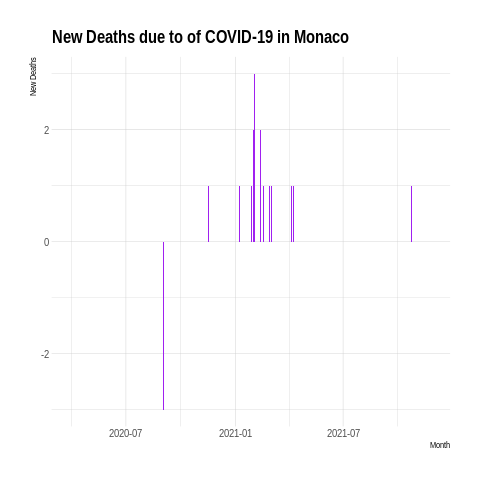 New Deaths due to of COVID-19 in Monaco
New Deaths
2
0
-2
2020-07 2021-01 2021-07
Month